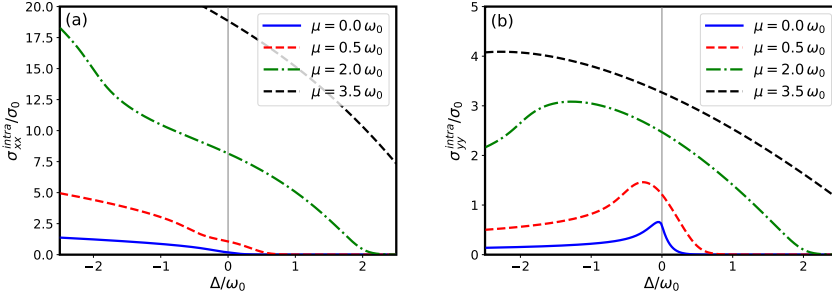 (a)
μ = 0.0 ω₀
μ = 0.5 ω₀
μ = 2.0 ω₀
μ = 3.5 ω₀
20.0
17.5
15.0
12.5
10.0
7.5
5.0
2.5
0.0
σ_xx^intra/σ₀
−2
−1
0
1
2
Δ/ω₀
(b)
μ = 0.0 ω₀
μ = 0.5 ω₀
μ = 2.0 ω₀
μ = 3.5 ω₀
5
4
3
2
1
0
σ_yy^intra/σ₀
−2
−1
0
1
2
Δ/ω₀